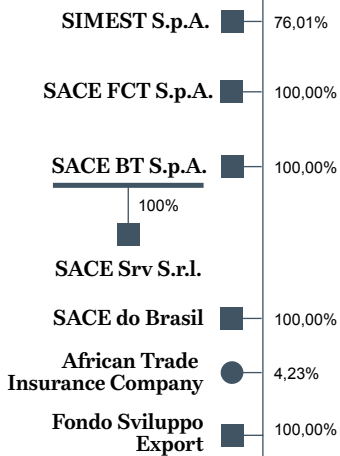 SIMEST S.p.A. 76,01%
SACE FCT S.p.A. 100,00%
SACE BT S.p.A. 100,00%
100%
SACE Srv S.r.l.
SACE do Brasil 100,00%
African Trade
Insurance Company 4,23%
Fondo Sviluppo
Export 100,00%